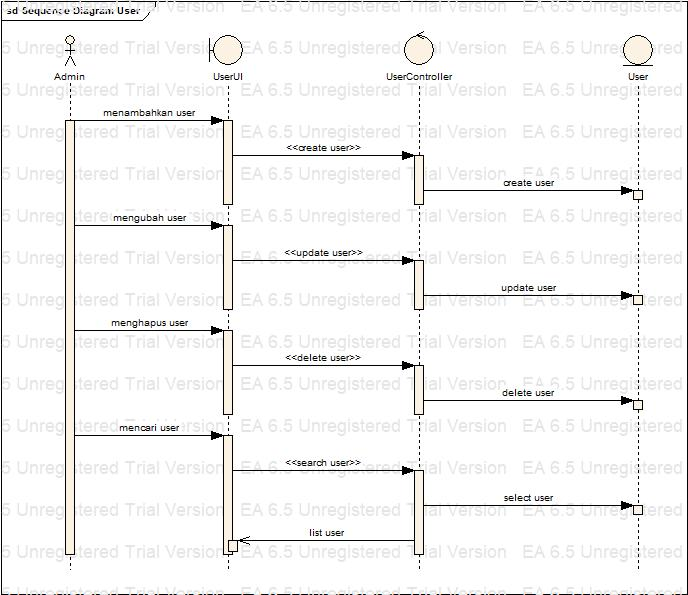 sd Sequence Diagram User
Admin
UserUI
UserController
User
menambahkan user
<<create user>>
create user
mengubah user
<<update user>>
update user
menghapus user
<<delete user>>
delete user
mencari user
<<search user>>
select user
list user
EA 6.5 Unregistered Trial Version